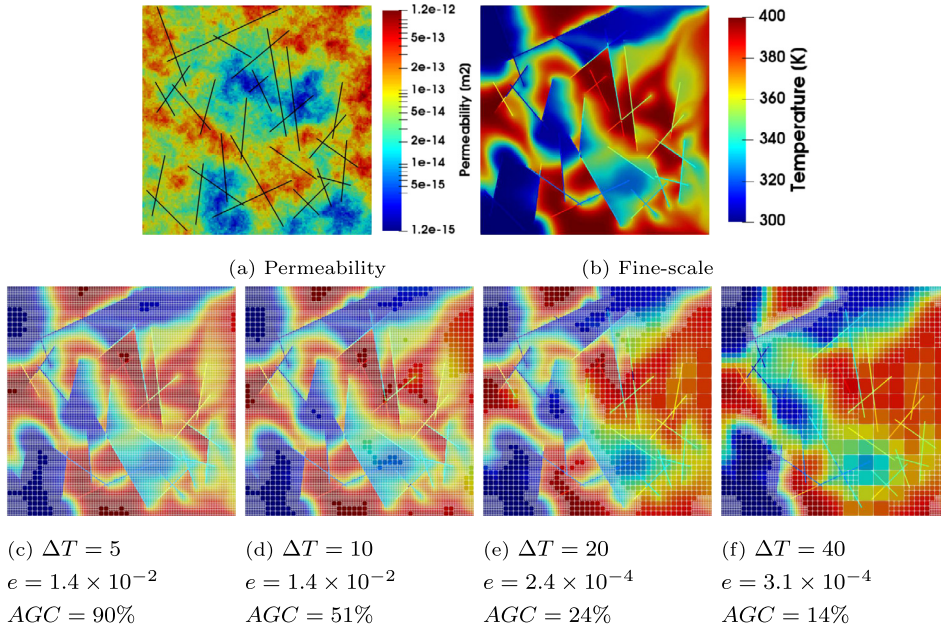 1.2e-12
5e-13
2e-13
1e-13
5e-14
2e-14
1e-14
5e-15
1.2e-15
Permeability (m2)
400
380
360
340
320
300
Temperature (K)
(a) Permeability
(b) Fine-scale
(c) ΔT = 5
e = 1.4 × 10⁻²
AGC = 90%
(d) ΔT = 10
e = 1.4 × 10⁻²
AGC = 51%
(e) ΔT = 20
e = 2.4 × 10⁻⁴
AGC = 24%
(f) ΔT = 40
e = 3.1 × 10⁻⁴
AGC = 14%